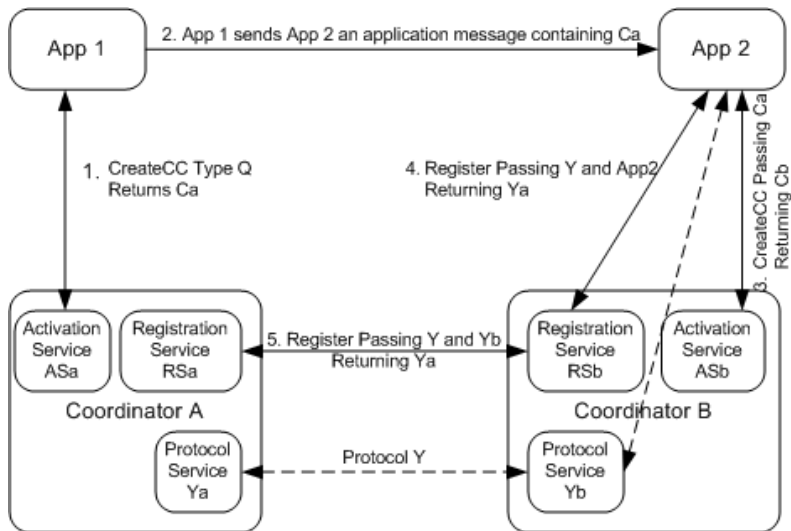 App 1
2. App 1 sends App 2 an application message containing Ca
App 2
1. CreateCC Type Q
Returns Ca
4. Register Passing Y and App2
Returning Ya
3. CreateCC Passing Ca
Returning Cb
Activation
Service
ASa
Registration
Service
RSa
5. Register Passing Y and Yb
Returning Ya
Registration
Service
RSb
Activation
Service
ASb
Coordinator A
Coordinator B
Protocol
Service
Ya
Protocol Y
Protocol
Service
Yb